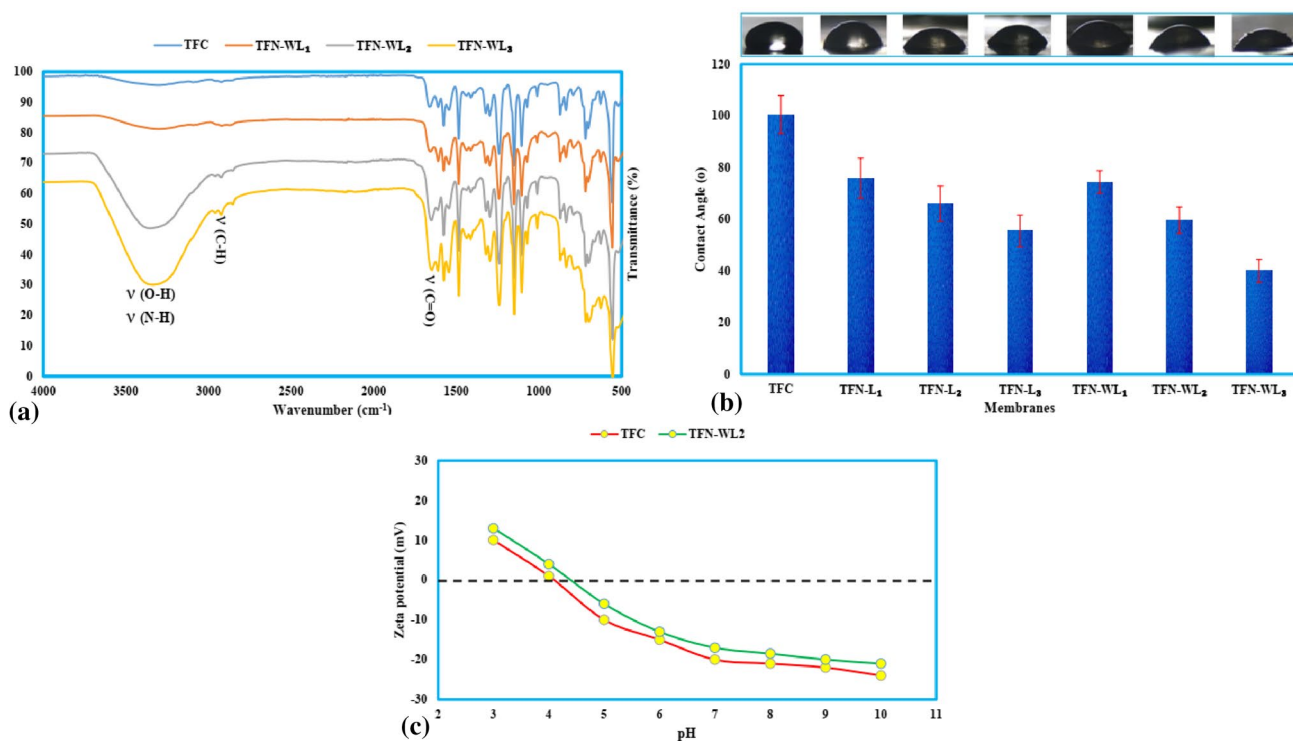 TFC TFN-WL₁ TFN-WL₂ TFN-WL₃
100
90
80
70
60
50
40
30
20
10
0
4000 3500 3000 2500 2000 1500 1000 500
Wavenumber (cm⁻¹)
Transmittance (%)
ν (C-H)
ν (O-H)
ν (N-H)
ν (C=O)
(a)
120
100
80
60
40
20
0
Contact Angle (o)
TFC TFN-L₁ TFN-L₂ TFN-L₃ TFN-WL₁ TFN-WL₂ TFN-WL₃
Membranes
(b)
TFC TFN-WL2
30
20
10
0
-10
-20
-30
Zeta potential (mV)
2 3 4 5 6 7 8 9 10 11
pH
(c)